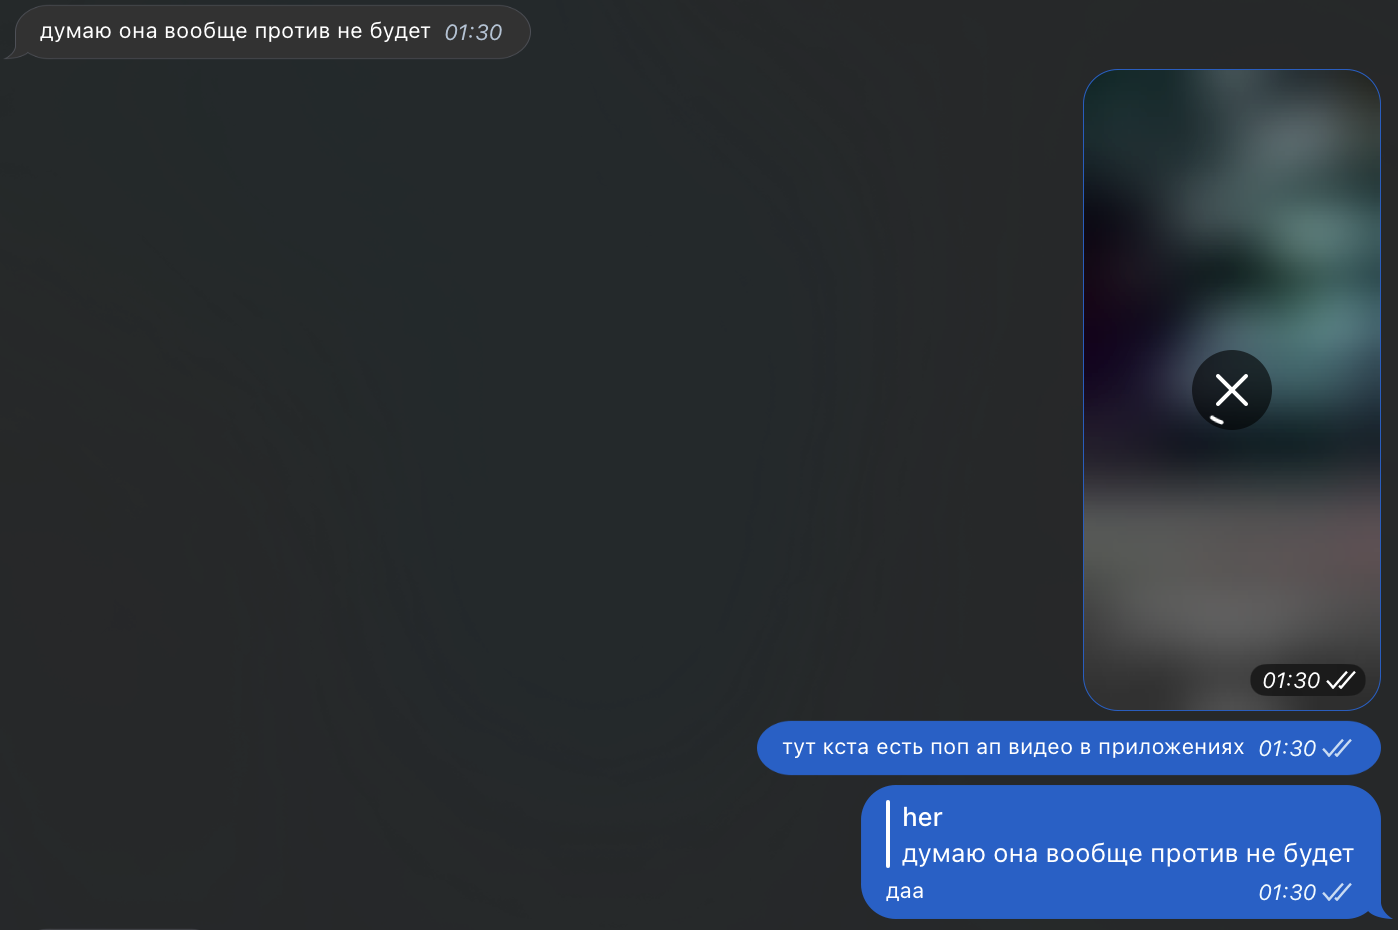 думаю она вообще против не будет 01:30
01:30
тут кста есть поп ап видео в приложениях 01:30
her
думаю она вообще против не будет
даа 01:30